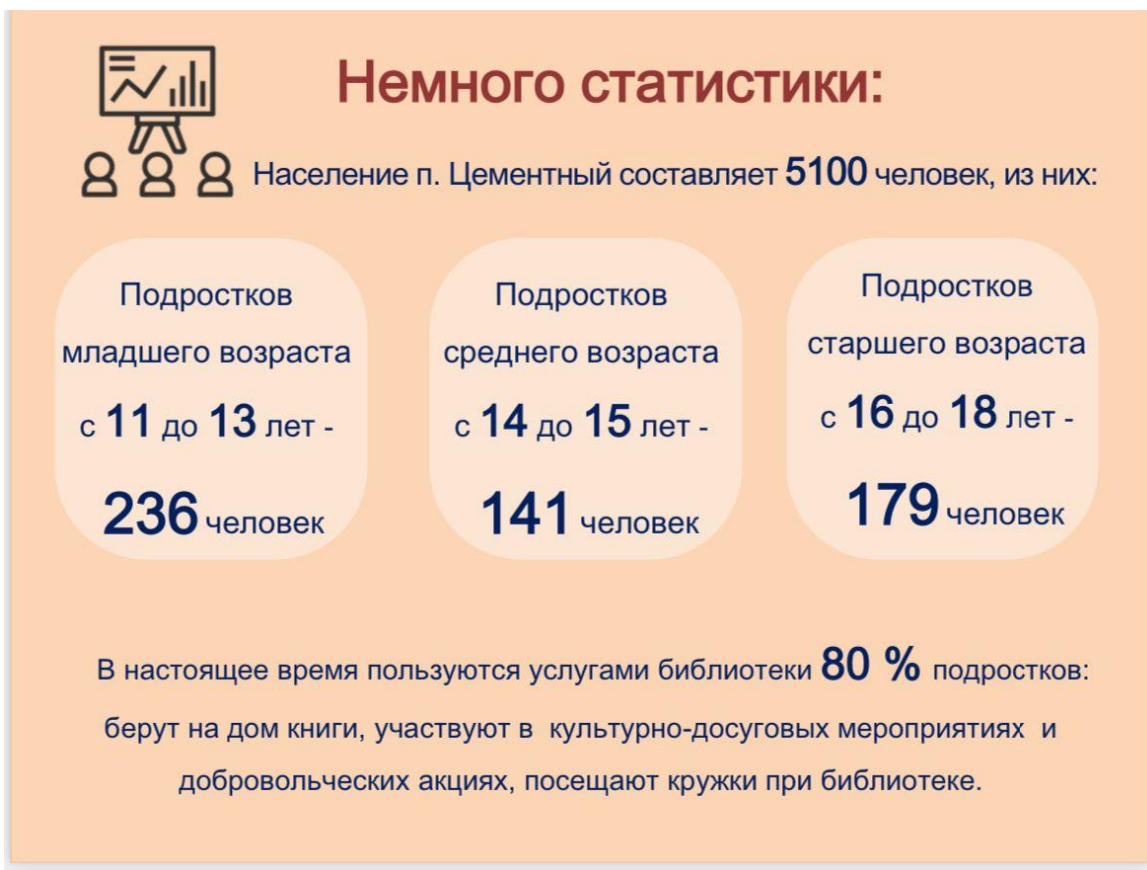 Немного статистики:
Население п. Цементный составляет 5100 человек, из них:
Подростков
младшего возраста
с 11 до 13 лет -
236 человек
Подростков
среднего возраста
с 14 до 15 лет -
141 человек
Подростков
старшего возраста
с 16 до 18 лет -
179 человек
В настоящее время пользуются услугами библиотеки 80 % подростков:
берут на дом книги, участвуют в культурно-досуговых мероприятиях и
добровольческих акциях, посещают кружки при библиотеке.